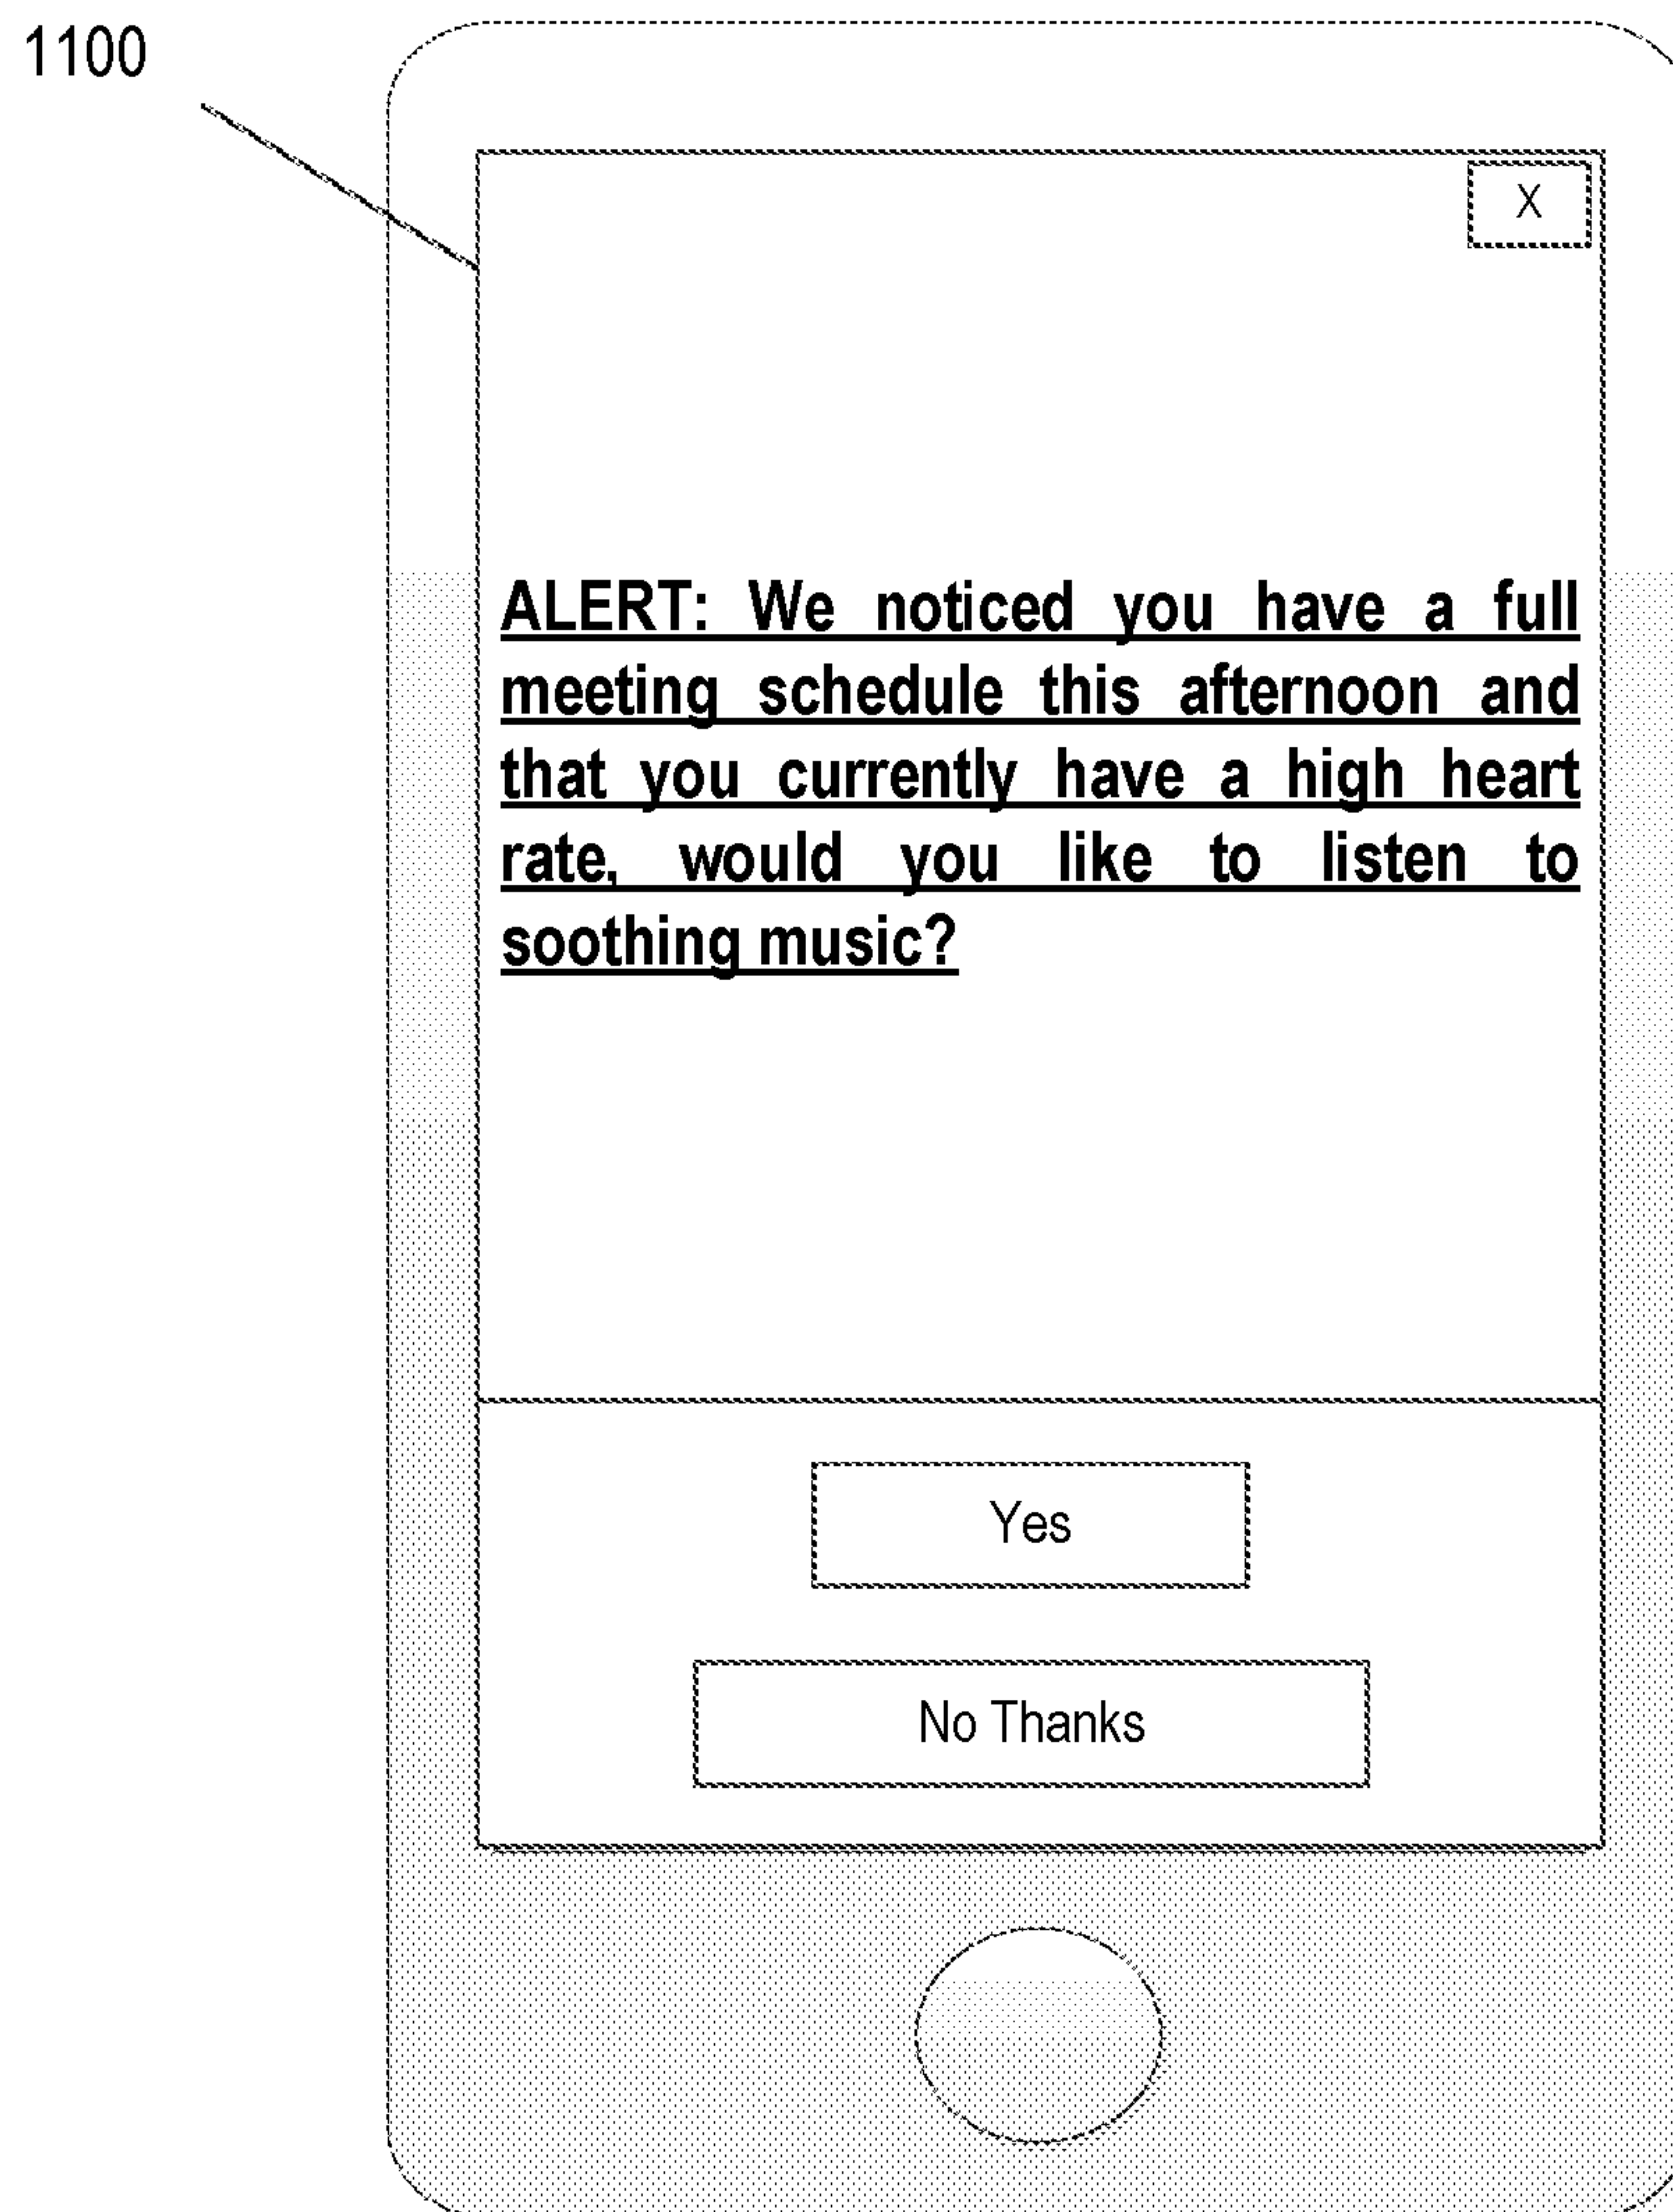 1100
X
ALERT: We noticed you have a full
meeting schedule this afternoon and
that you currently have a high heart
rate, would you like to listen to
soothing music?
Yes
No Thanks